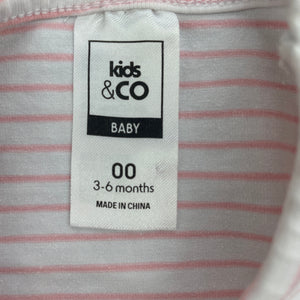 kids
&CO
BABY
00
3-6 months
MADE IN CHINA